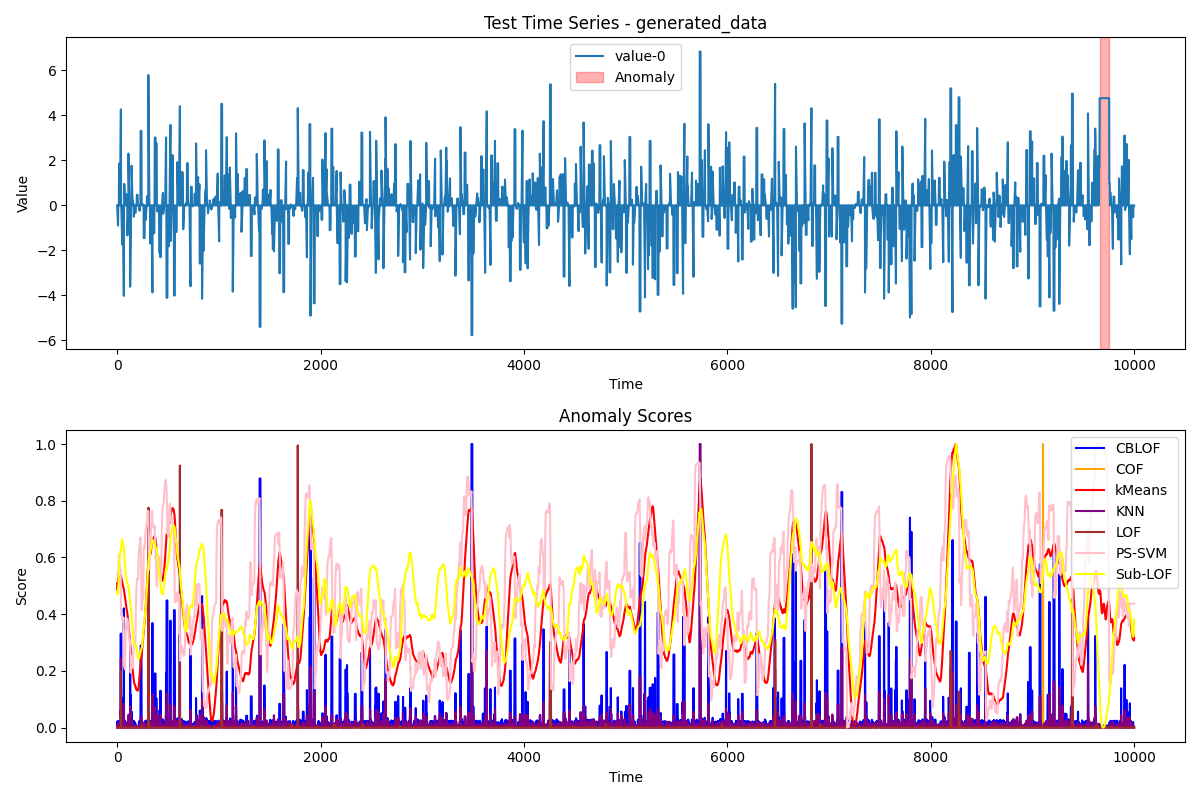 Test Time Series - generated_data
value-0
Anomaly
Value
6
4
2
0
−2
−4
−6
0
2000
4000
6000
8000
10000
Time
Anomaly Scores
CBLOF
COF
kMeans
KNN
LOF
PS-SVM
Sub-LOF
Score
1.0
0.8
0.6
0.4
0.2
0.0
0
2000
4000
6000
8000
10000
Time